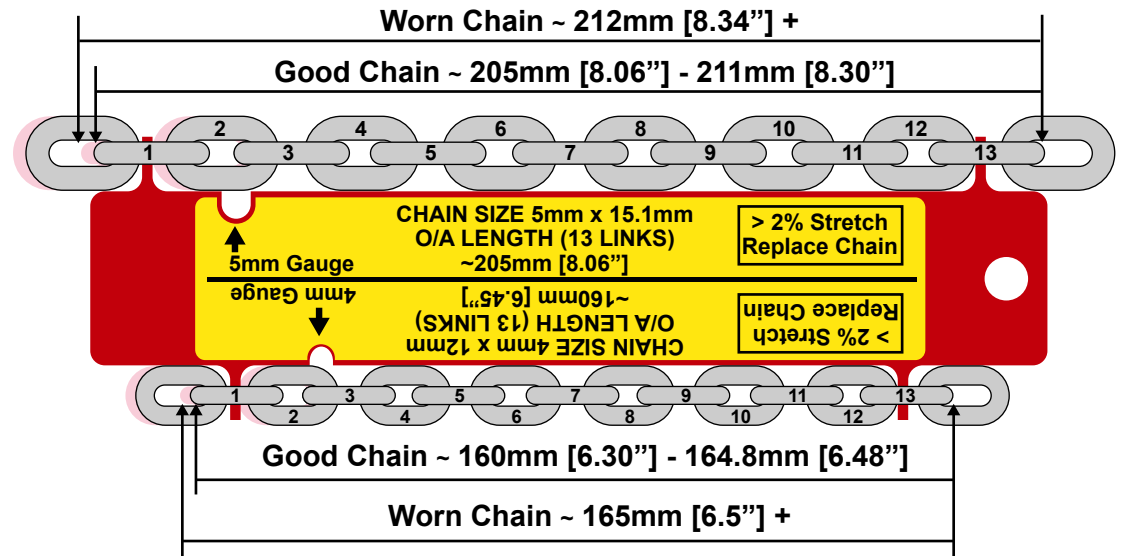 Worn Chain ~ 212mm [8.34”] +
Good Chain ~ 205mm [8.06”] - 211mm [8.30”]
1 2 3 4 5 6 7 8 9 10 11 12 13
CHAIN SIZE 5mm x 15.1mm
O/A LENGTH (13 LINKS)
~205mm [8.06”]
> 2% Stretch
Replace Chain
5mm Gauge
4mm Gauge
CHAIN SIZE 4mm x 12mm
O/A LENGTH (13 LINKS)
~160mm [6.45”]
> 2% Stretch
Replace Chain
1 2 3 4 5 6 7 8 9 10 11 12 13
Good Chain ~ 160mm [6.30”] - 164.8mm [6.48”]
Worn Chain ~ 165mm [6.5”] +